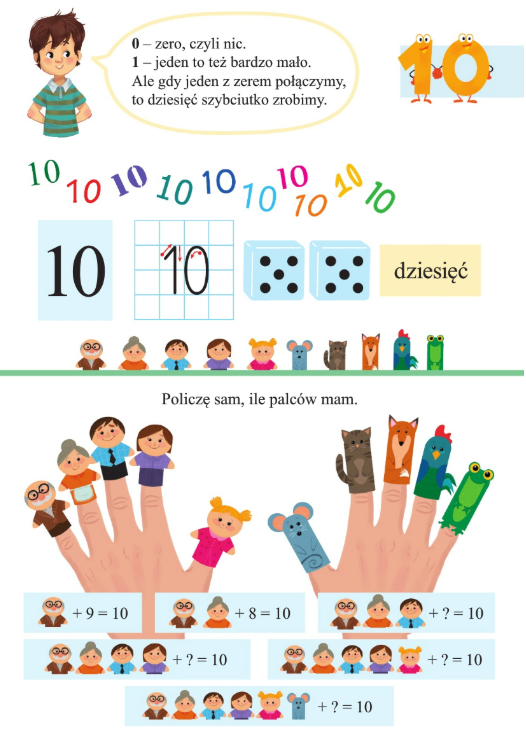 0 – zero, czyli nic.
1 – jeden to też bardzo mało.
Ale gdy jeden z zerem połączymy,
to dziesięć szybciutko zrobimy.
10
10 10 10 10 10 10 10 10 10 10
10
10
dziesięć
Policzę sam, ile palców mam.
+ 9 = 10
+ 8 = 10
+ ? = 10
+ ? = 10
+ ? = 10
+ ? = 10